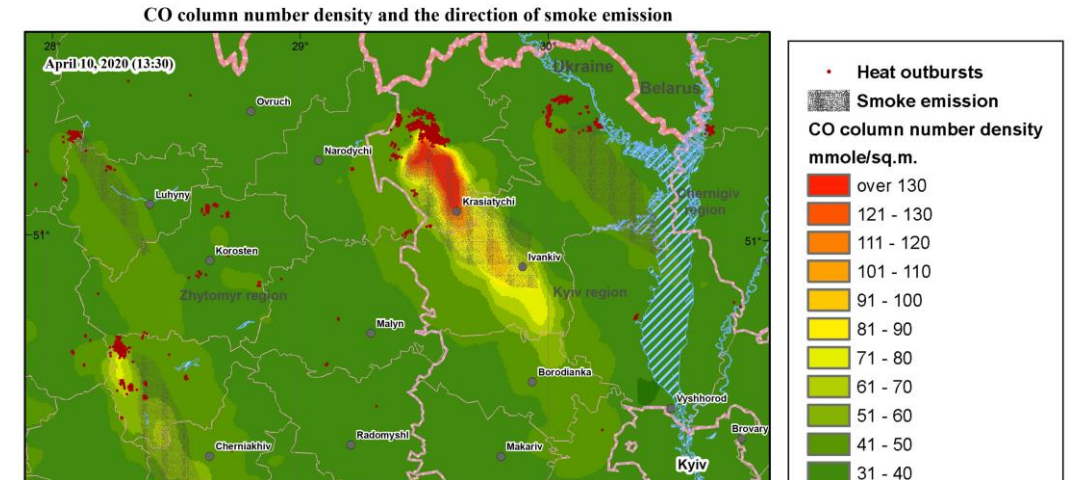 CO column number density and the direction of smoke emission
28°
29°
30°
April 10, 2020 (13:30)
Ukraine
Belarus
Ovruch
Narodychi
Luhyny
Krasiatychi
Chernigiv
region
51°
51°
Korosten
Ivankiv
Zhytomyr region
Kyiv region
Malyn
Borodianka
Vyshhorod
Cherniakhiv
Radomyshl
Makariv
Brovary
Kyiv
Heat outbursts
Smoke emission
CO column number density
mmole/sq.m.
over 130
121 - 130
111 - 120
101 - 110
91 - 100
81 - 90
71 - 80
61 - 70
51 - 60
41 - 50
31 - 40